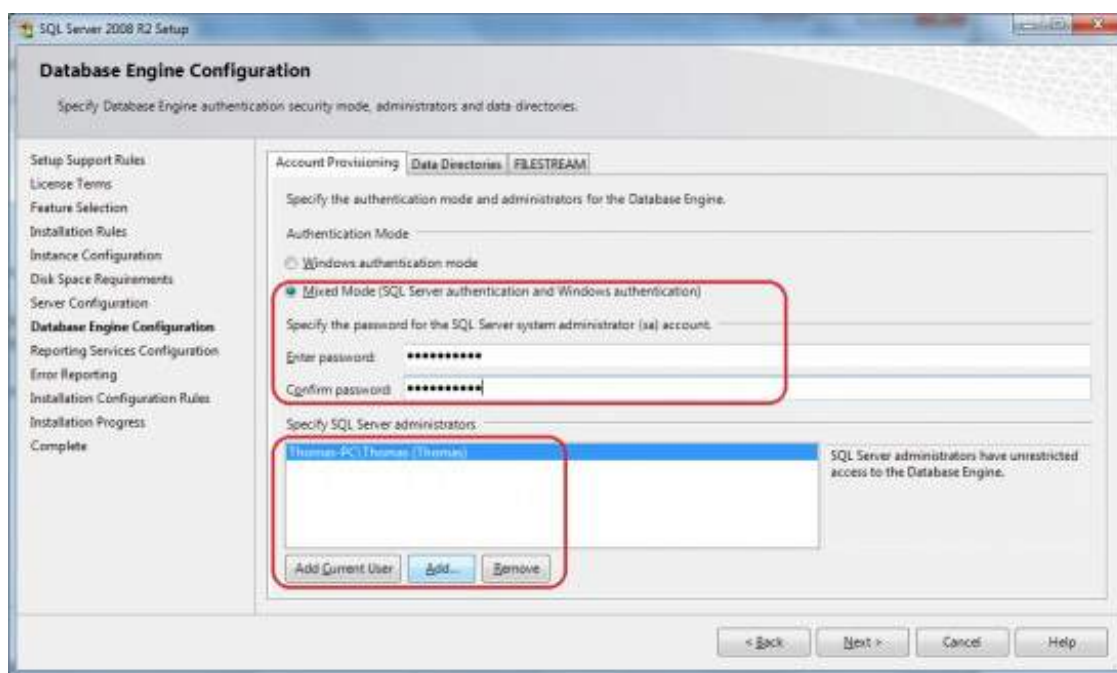 SQL Server 2008 R2 Setup
Database Engine Configuration
Specify Database Engine authentication security mode, administrators and data directories.
Setup Support Rules
License Terms
Feature Selection
Installation Rules
Instance Configuration
Disk Space Requirements
Server Configuration
Database Engine Configuration
Reporting Services Configuration
Error Reporting
Installation Configuration Rules
Installation Progress
Complete
Account Provisioning Data Directories FILESTREAM
Specify the authentication mode and administrators for the Database Engine.
Authentication Mode
Windows authentication mode
Mixed Mode (SQL Server authentication and Windows authentication)
Specify the password for the SQL Server system administrator (sa) account.
Enter password: ●●●●●●●●●●
Confirm password: ●●●●●●●●●●
Specify SQL Server administrators
Thomas-PC\Thomas (Thomas)
SQL Server administrators have unrestricted
access to the Database Engine.
Add Current User Add... Remove
< Back Next > Cancel Help